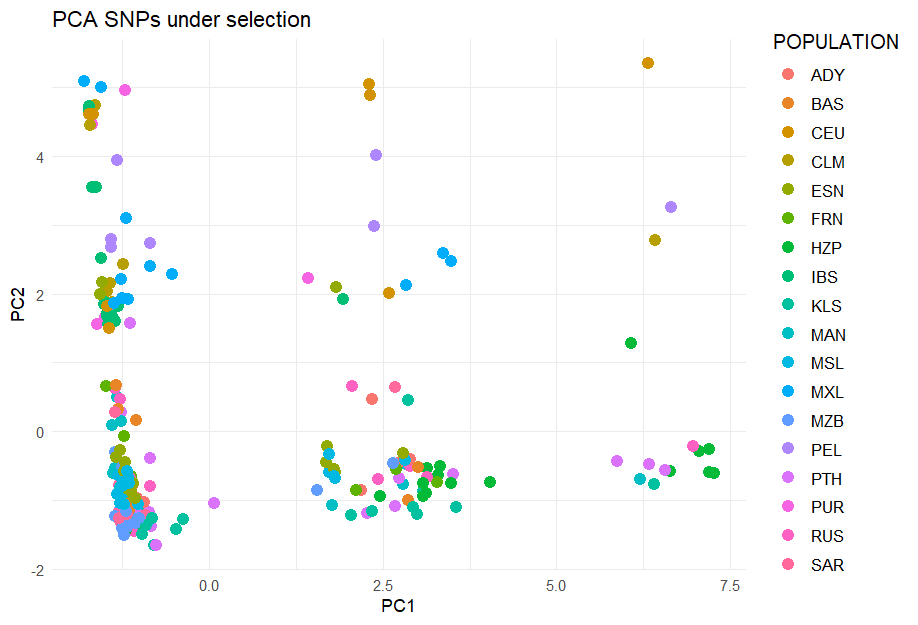 PCA SNPs under selection
PC2
4
2
0
-2
0.0 2.5 5.0 7.5
PC1
POPULATION
ADY
BAS
CEU
CLM
ESN
FRN
HZP
IBS
KLS
MAN
MSL
MXL
MZB
PEL
PTH
PUR
RUS
SAR